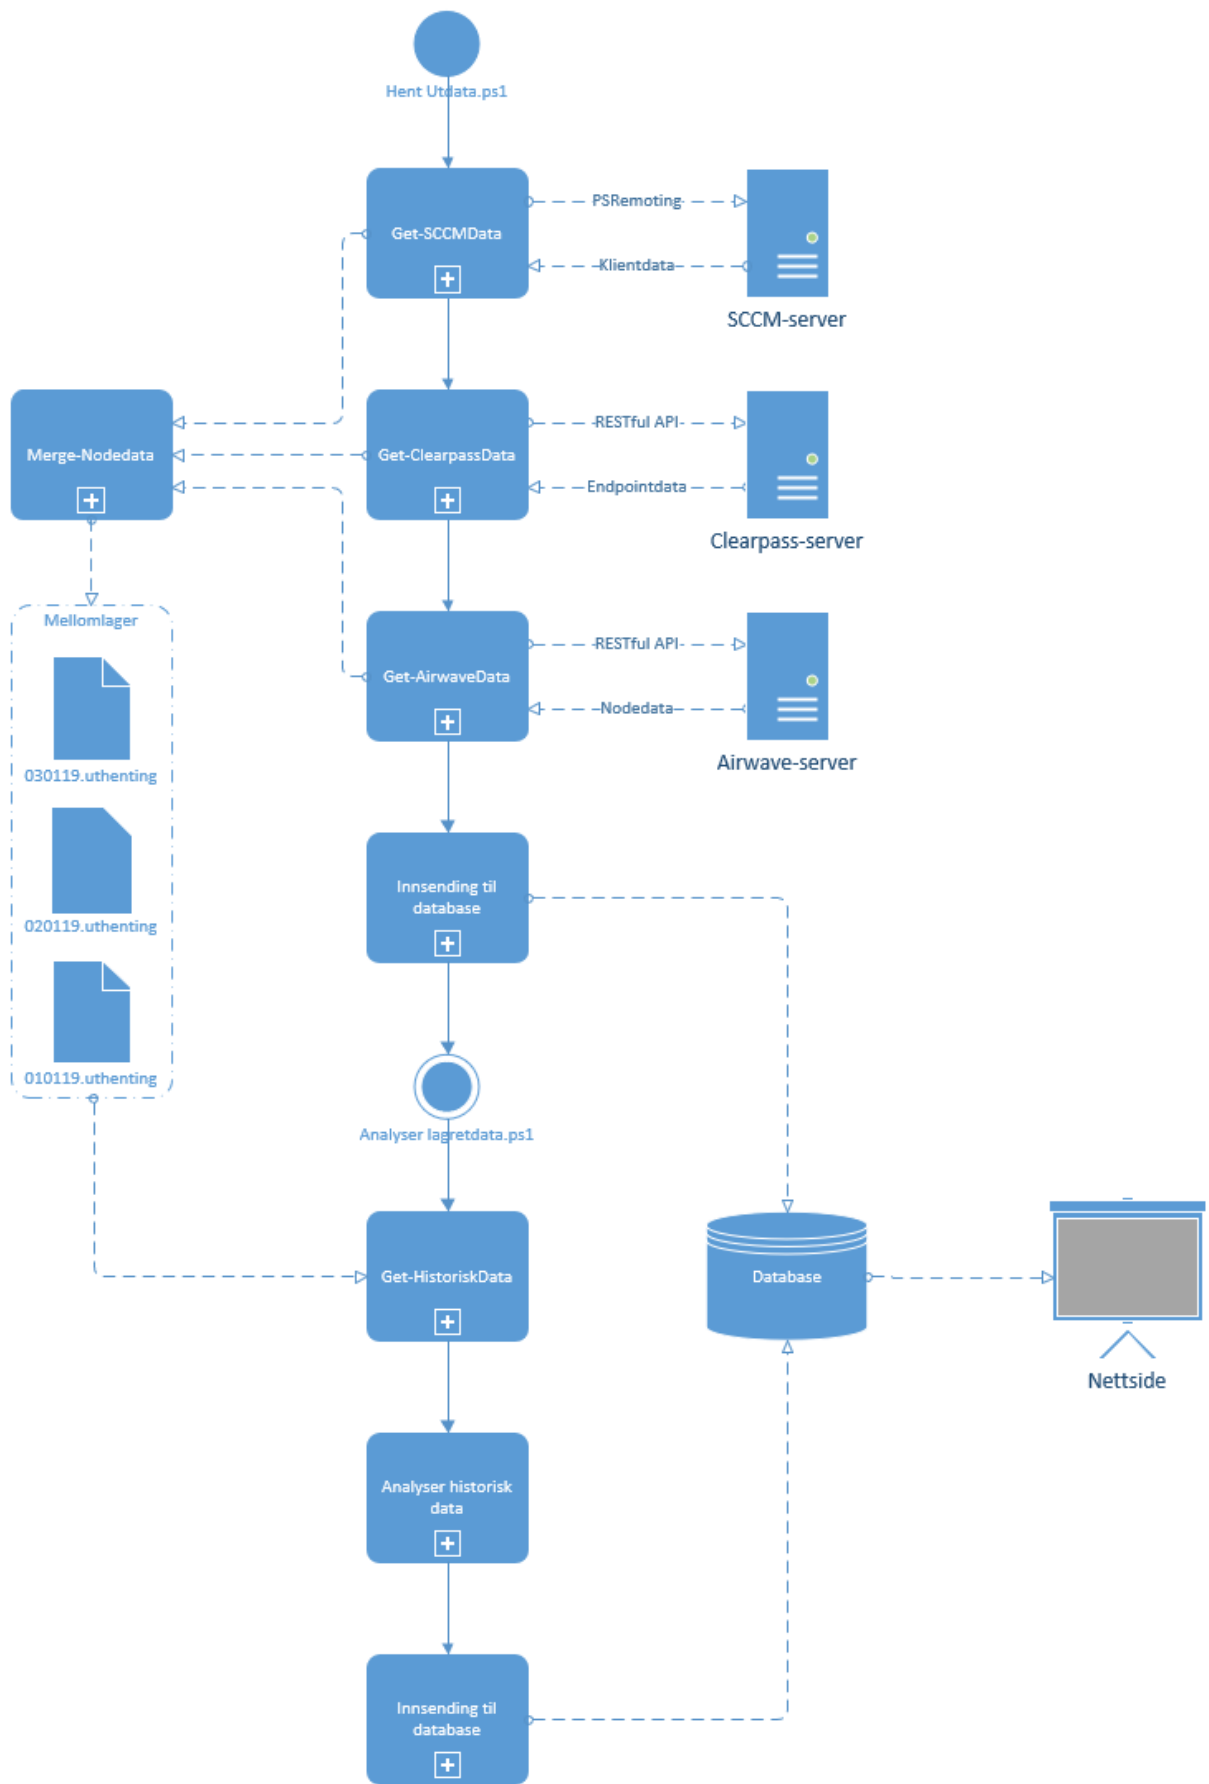 Hent Utdata.ps1
Get-SCCMData
PSRemoting
Klientdata
SCCM-server
Merge-Nodedata
Get-ClearpassData
RESTful API
Endpointdata
Clearpass-server
Mellomlager
030119.uthenting
020119.uthenting
010119.uthenting
Get-AirwaveData
RESTful API
Nodedata
Airwave-server
Innsending til
database
Analyser lagretdata.ps1
Get-HistoriskData
Database
Nettside
Analyser historisk
data
Innsending til
database